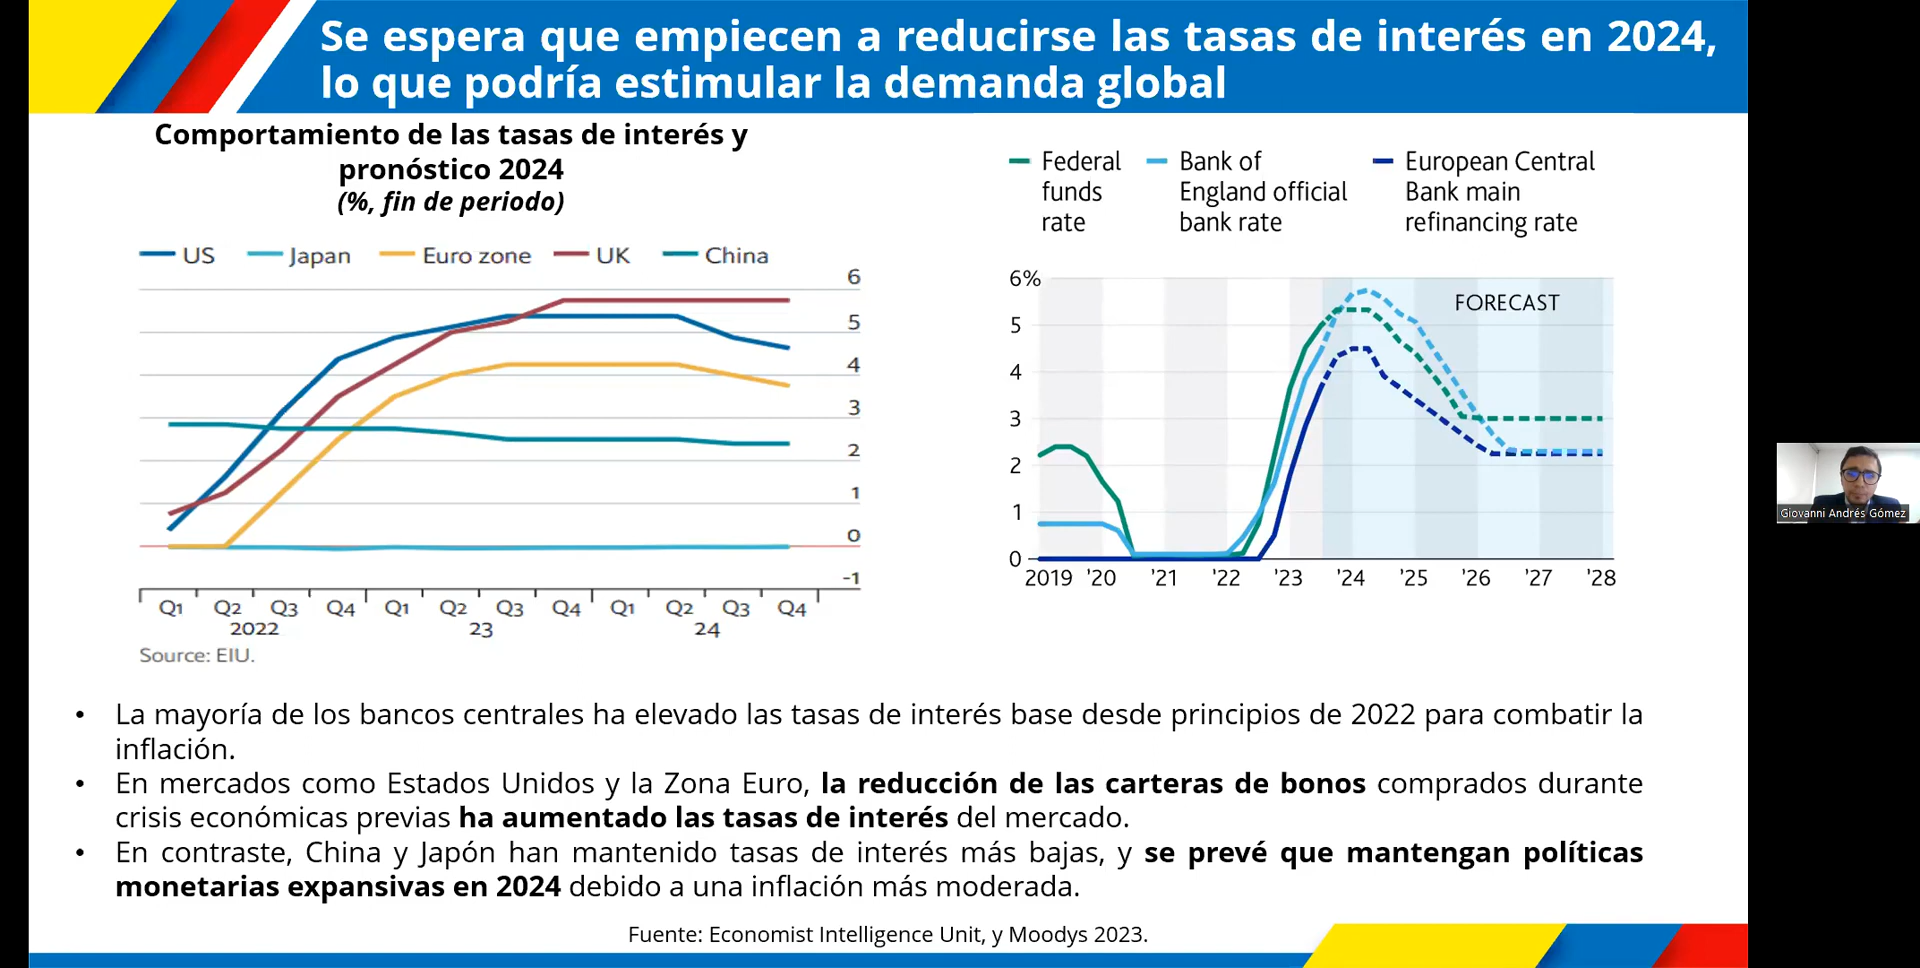 Se espera que empiecen a reducirse las tasas de interés en 2024,
lo que podría estimular la demanda global
Comportamiento de las tasas de interés y
pronóstico 2024
(%, fin de periodo)
US Japan Euro zone UK China
6
5
4
3
2
1
0
-1
Q1 Q2 Q3 Q4 Q1 Q2 Q3 Q4 Q1 Q2 Q3 Q4
2022 23 24
Source: EIU.
Federal Bank of European Central
funds England official Bank main
rate bank rate refinancing rate
6%
FORECAST
5
4
3
2
1
0
2019 ’20 ’21 ’22 ’23 ’24 ’25 ’26 ’27 ’28
Giovanni Andrés Gómez
• La mayoría de los bancos centrales ha elevado las tasas de interés base desde principios de 2022 para combatir la
inflación.
• En mercados como Estados Unidos y la Zona Euro, la reducción de las carteras de bonos comprados durante
crisis económicas previas ha aumentado las tasas de interés del mercado.
• En contraste, China y Japón han mantenido tasas de interés más bajas, y se prevé que mantengan políticas
monetarias expansivas en 2024 debido a una inflación más moderada.
Fuente: Economist Intelligence Unit, y Moodys 2023.